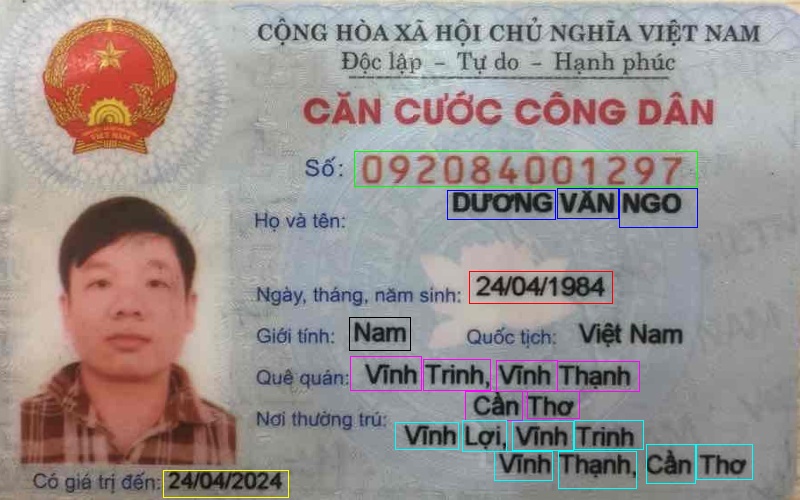 CỘNG HÒA XÃ HỘI CHỦ NGHĨA VIỆT NAM
Độc lập - Tự do - Hạnh phúc
CĂN CƯỚC CÔNG DÂN
Số: 092084001297
Họ và tên: DƯƠNG VĂN NGO
Ngày, tháng, năm sinh: 24/04/1984
Giới tính: Nam Quốc tịch: Việt Nam
Quê quán: Vĩnh Trinh, Vĩnh Thạnh
Cần Thơ
Nơi thường trú: Vĩnh Lợi, Vĩnh Trinh
Vĩnh Thạnh, Cần Thơ
Có giá trị đến: 24/04/2024
VIỆT NAM